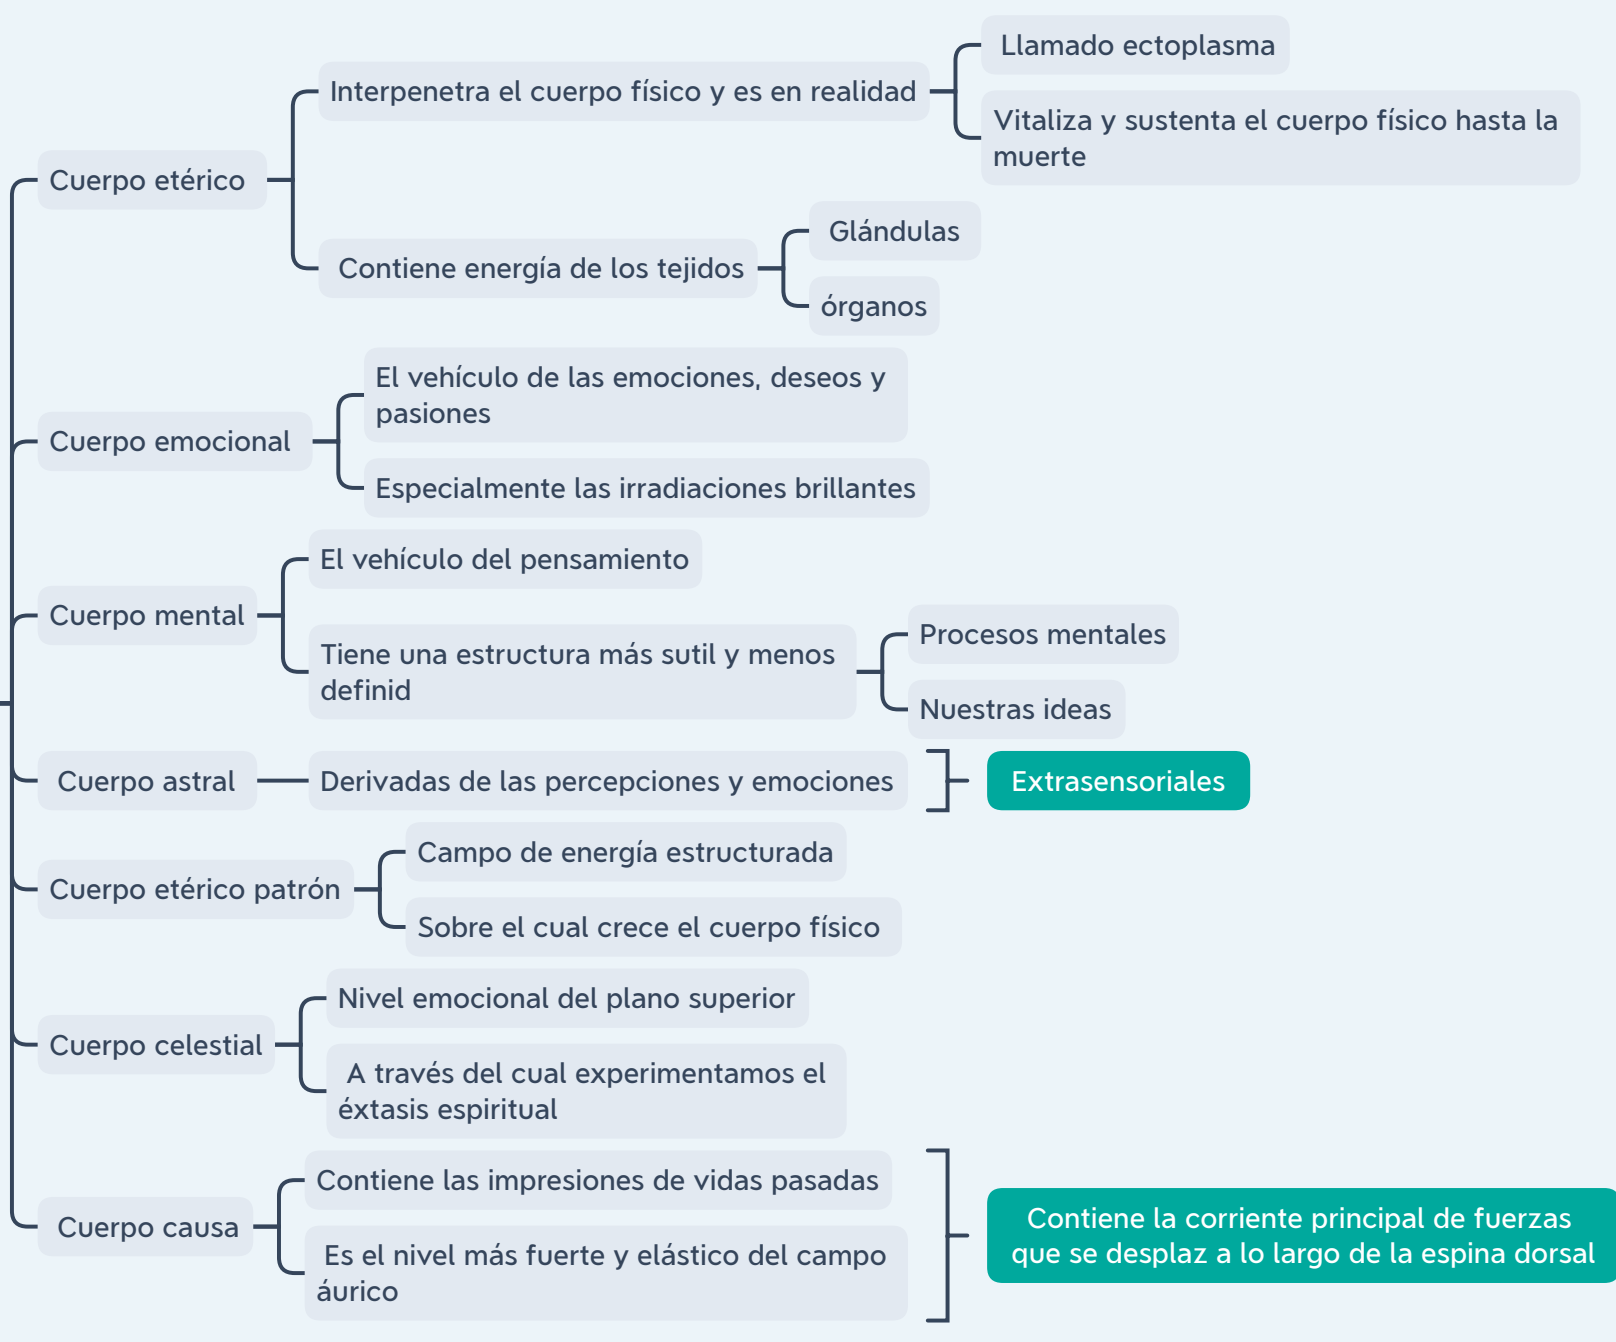 Llamado ectoplasma
Interpenetra el cuerpo físico y es en realidad
Vitaliza y sustenta el cuerpo físico hasta la
muerte
Cuerpo etérico
Glándulas
Contiene energía de los tejidos
órganos
El vehículo de las emociones, deseos y
pasiones
Cuerpo emocional
Especialmente las irradiaciones brillantes
El vehículo del pensamiento
Cuerpo mental
Procesos mentales
Tiene una estructura más sutil y menos
definid
Nuestras ideas
Cuerpo astral
Derivadas de las percepciones y emociones
Extrasensoriales
Campo de energía estructurada
Cuerpo etérico patrón
Sobre el cual crece el cuerpo físico
Nivel emocional del plano superior
Cuerpo celestial
A través del cual experimentamos el
éxtasis espiritual
Contiene las impresiones de vidas pasadas
Cuerpo causa
Es el nivel más fuerte y elástico del campo
áurico
Contiene la corriente principal de fuerzas
que se desplaz a lo largo de la espina dorsal